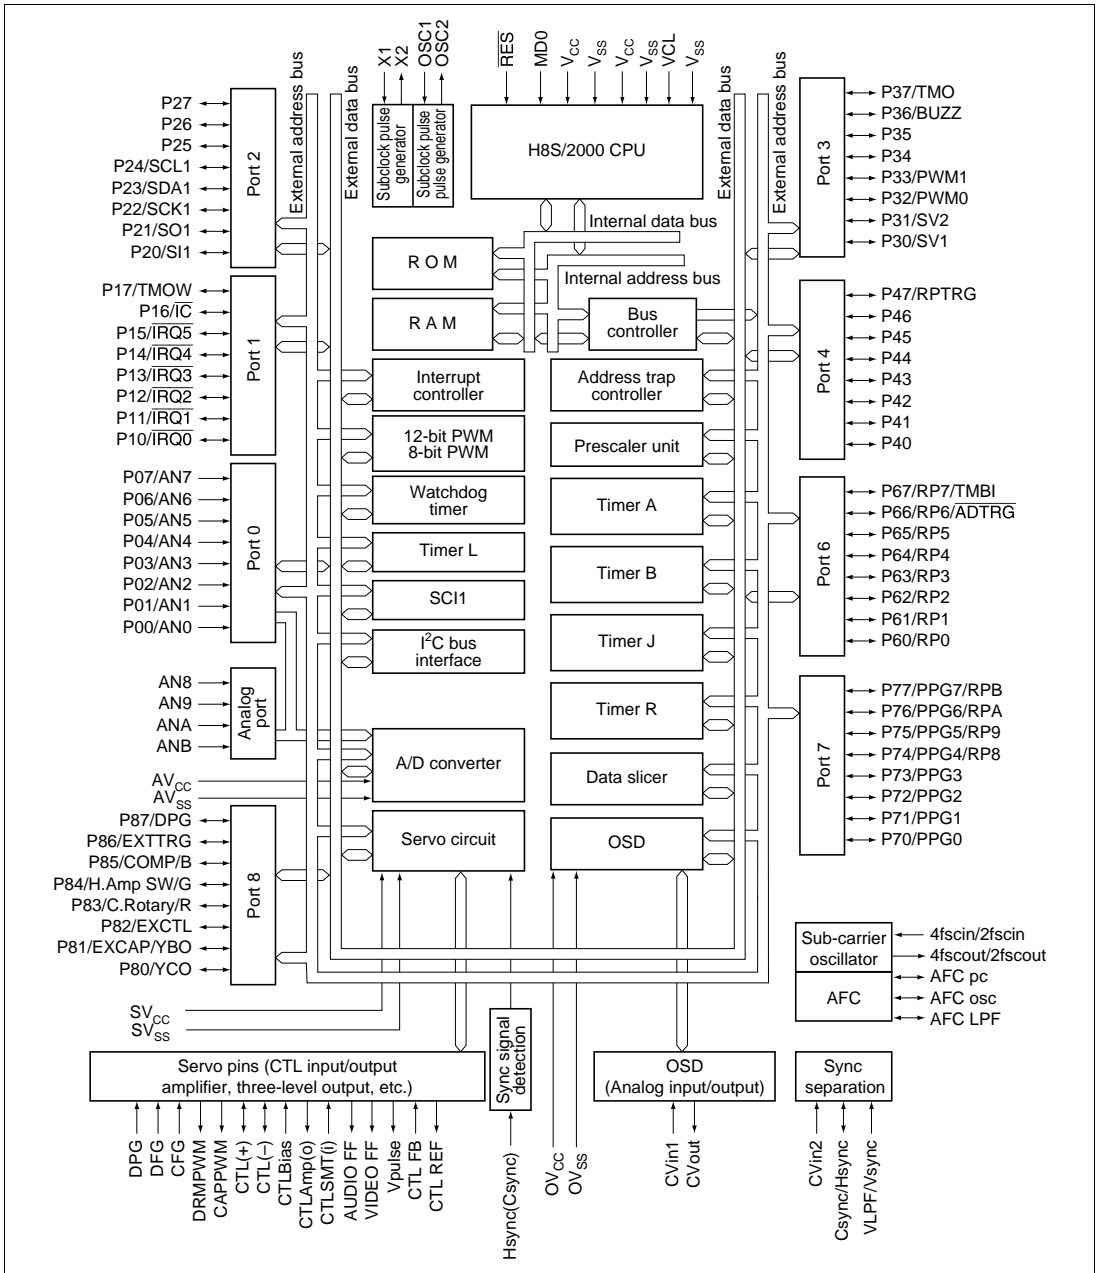 X1
X2
OSC1
OSC2
RES
MD0
VCC
VSS
VCC
VSS
VCL
VSS
External address bus
External data bus
Subclock pulse
generator
Subclock pulse
pulse generator
H8S/2000 CPU
External data bus
External address bus
P27
P26
P25
P24/SCL1
P23/SDA1
P22/SCK1
P21/SO1
P20/SI1
Port 2
P17/TMOW
P16/IC
P15/IRQ5
P14/IRQ4
P13/IRQ3
P12/IRQ2
P11/IRQ1
P10/IRQ0
Port 1
P07/AN7
P06/AN6
P05/AN5
P04/AN4
P03/AN3
P02/AN2
P01/AN1
P00/AN0
Port 0
AN8
AN9
ANA
ANB
Analog
port
AVCC
AVSS
P87/DPG
P86/EXTTRG
P85/COMP/B
P84/H.Amp SW/G
P83/C.Rotary/R
P82/EXCTL
P81/EXCAP/YBO
P80/YCO
Port 8
SVCC
SVSS
Internal data bus
Internal address bus
ROM
RAM
Bus
controller
Interrupt
controller
12-bit PWM
8-bit PWM
Watchdog
timer
Timer L
SCI1
I2C bus
interface
A/D converter
Servo circuit
Address trap
controller
Prescaler unit
Timer A
Timer B
Timer J
Timer R
Data slicer
OSD
Port 3
P37/TMO
P36/BUZZ
P35
P34
P33/PWM1
P32/PWM0
P31/SV2
P30/SV1
Port 4
P47/RPTRG
P46
P45
P44
P43
P42
P41
P40
Port 6
P67/RP7/TMBI
P66/RP6/ADTRG
P65/RP5
P64/RP4
P63/RP3
P62/RP2
P61/RP1
P60/RP0
Port 7
P77/PPG7/RPB
P76/PPG6/RPA
P75/PPG5/RP9
P74/PPG4/RP8
P73/PPG3
P72/PPG2
P71/PPG1
P70/PPG0
Sub-carrier
oscillator
4fscin/2fscin
4fscout/2fscout
AFC
AFC pc
AFC osc
AFC LPF
Servo pins (CTL input/output
amplifier, three-level output, etc.)
Sync signal
detection
OSD
(Analog input/output)
Sync
separation
DPG
DFG
CFG
DRMPWM
CAPPWM
CTL(+)
CTL(–)
CTLBias
CTLAmp(o)
CTLSMT(i)
AUDIO FF
VIDEO FF
Vpulse
CTL FB
CTL REF
Hsync(Csync)
OVCC
OVSS
CVin1
CVout
CVin2
Csync/Hsync
VLPF/Vsync